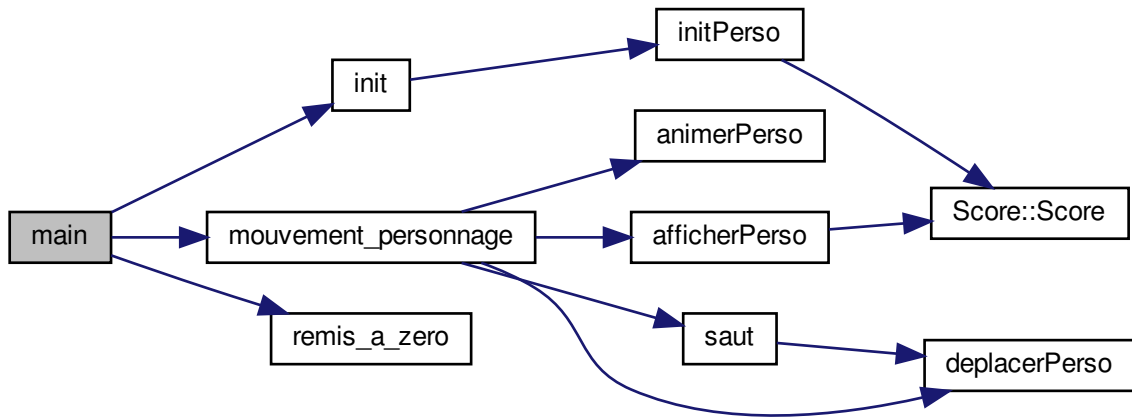 main
init
mouvement_personnage
remis_a_zero
initPerso
animerPerso
afficherPerso
saut
Score::Score
deplacerPerso